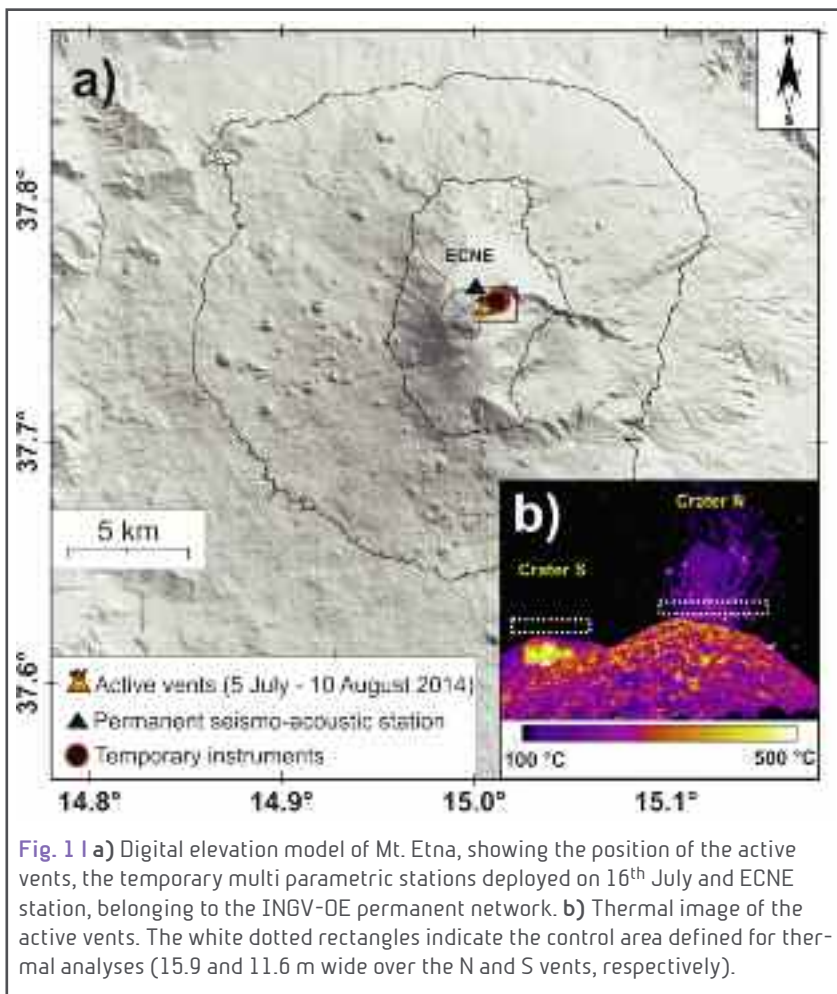 a)
N
S
37.8
37.7
37.6
ECNE
5 km
Active vents (5 July - 10 August 2014)
Permanent seismo-acoustic station
Temporary instruments
b)
Crater N
Crater S
100 °C
500 °C
14.8°
14.9°
15.0°
15.1°
Fig. 1 | a) Digital elevation model of Mt. Etna, showing the position of the active
vents, the temporary multi parametric stations deployed on 16th July and ECNE
station, belonging to the INGV-OE permanent network. b) Thermal image of the
active vents. The white dotted rectangles indicate the control area defined for ther-
mal analyses (15.9 and 11.6 m wide over the N and S vents, respectively).